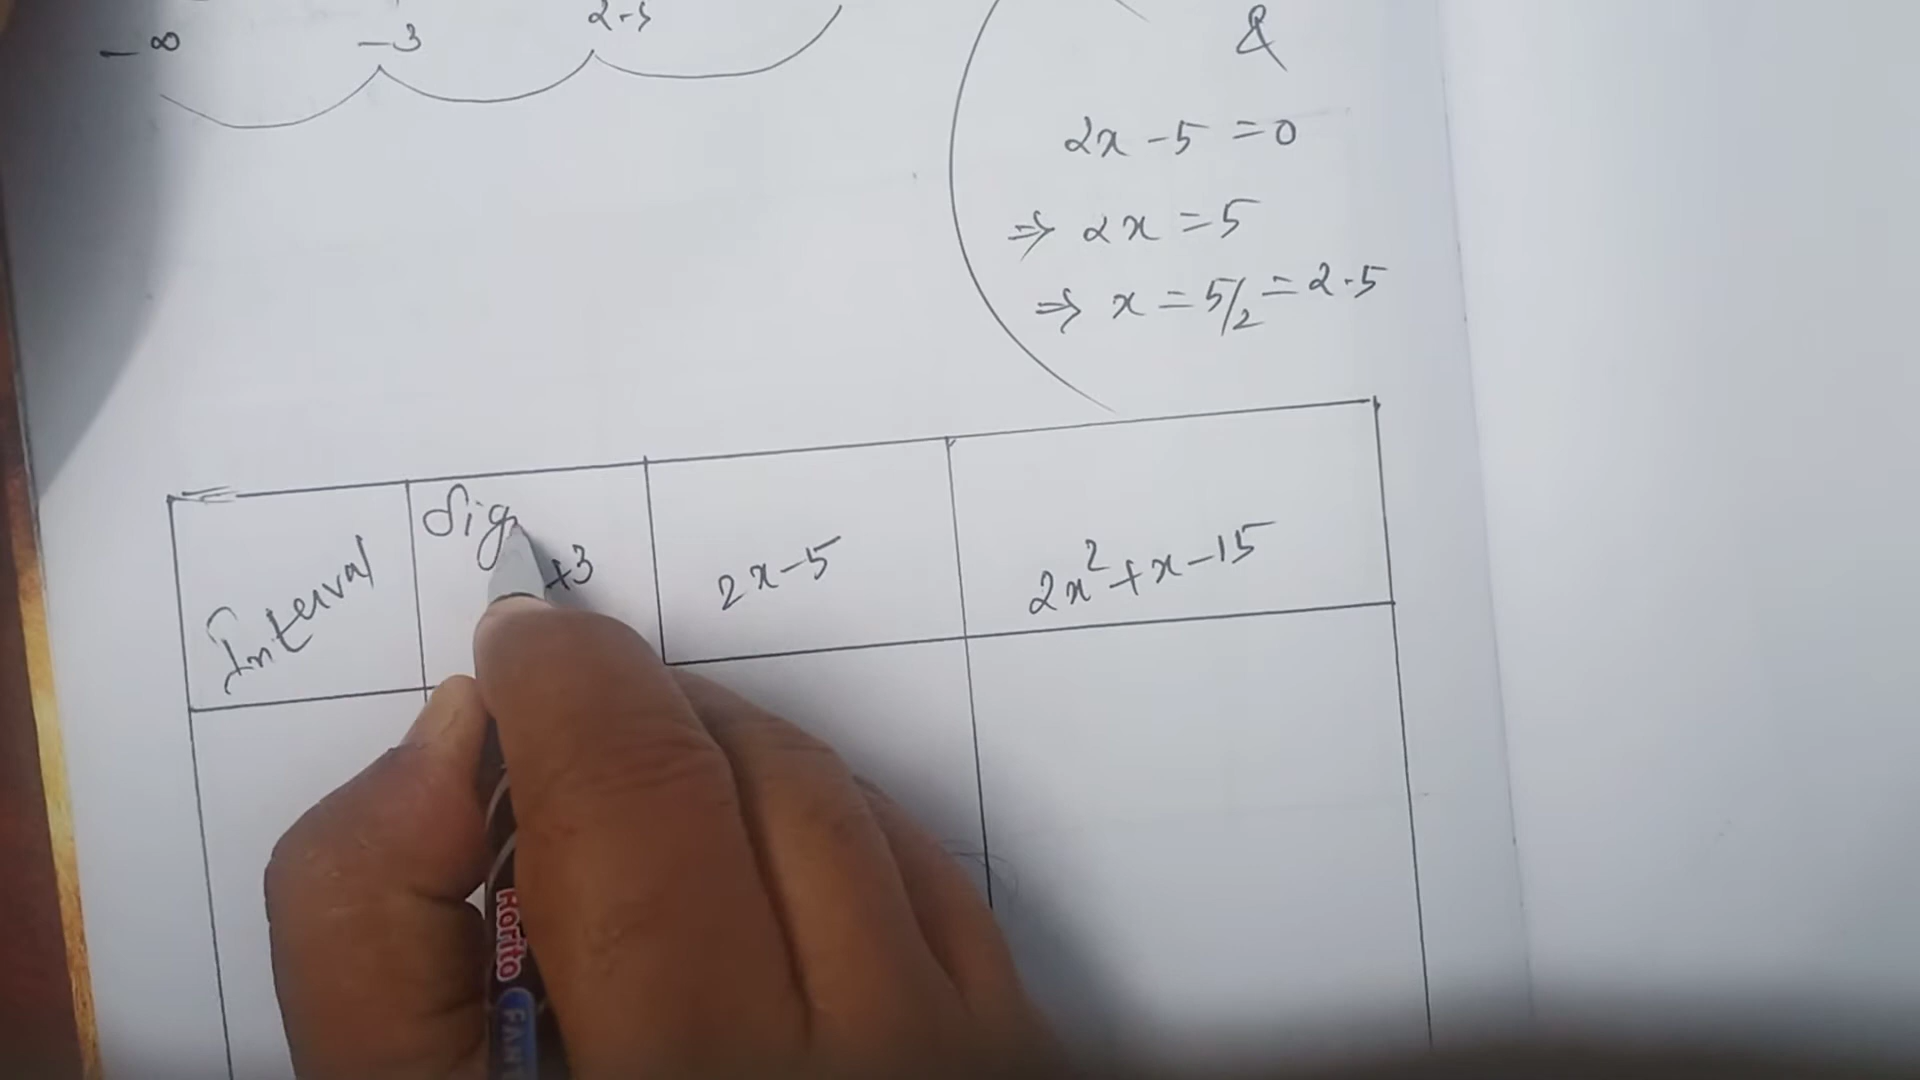 -∞ -3 2.5
&
2x - 5 = 0
⇒ 2x = 5
⇒ x = 5/2 = 2.5
Interval
Sig
+3
2x-5
2x²+x-15
Rorito